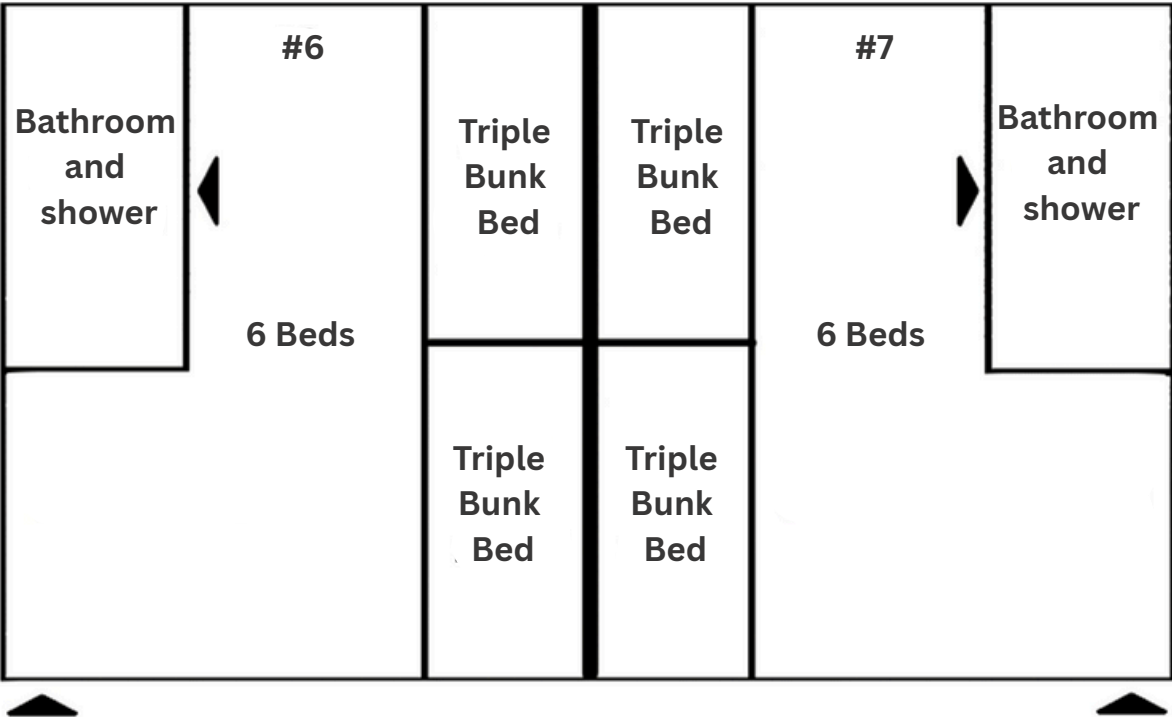 #6
#7
Bathroom
and
shower
Triple
Bunk
Bed
Triple
Bunk
Bed
Bathroom
and
shower
6 Beds
6 Beds
Triple
Bunk
Bed
Triple
Bunk
Bed